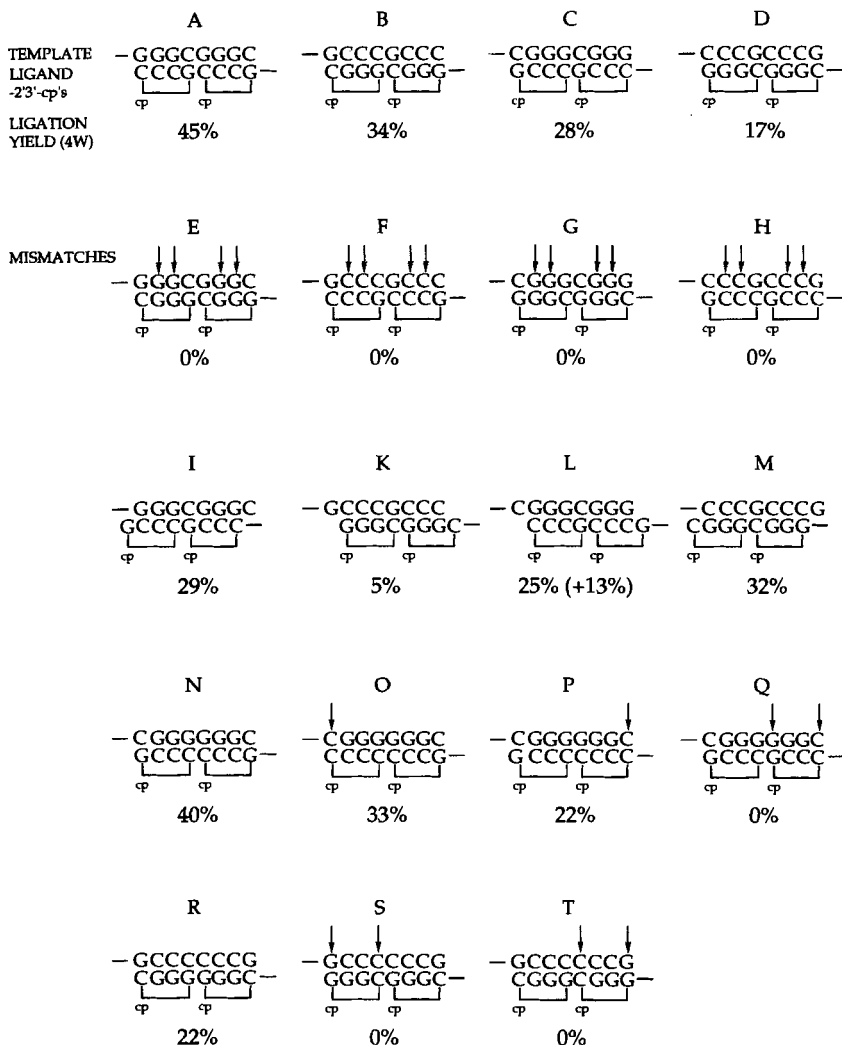 A B C D
TEMPLATE –GGGCGGGC –GCCCGCCC –CGGGCGGG –CCCGCCCG
LIGAND CCCGCCCG– CGGGCGGG– GCCCGCCC– GGGCGGGC–
-2'3'-cp's cp cp cp cp cp cp cp cp
LIGATION
YIELD (4W) 45% 34% 28% 17%
E F G H
MISMATCHES
–GGGCGGGC –GCCCGCCC –CGGGCGGG –CCCGCCCG
CGGGCGGG– CCCGCCCG– GGGCGGGC– GCCCGCCC–
cp cp cp cp cp cp cp cp
0% 0% 0% 0%
I K L M
–GGGCGGGC –GCCCGCCC –CGGGCGGG –CCCGCCCG
GCCCGCCC– GGGCGGGC– CCCGCCCG– CGGGCGGG–
cp cp cp cp cp cp cp cp
29% 5% 25% (+13%) 32%
N O P Q
–CGGGGGGC –CGGGGGGC –CGGGGGGC –CGGGGGGC
GCCCCCCG– CCCCCCCG– GCCCCCCC– GCCCGCCC–
cp cp cp cp cp cp cp cp
40% 33% 22% 0%
R S T
–GCCCCCCG –GCCCCCCG –GCCCCCCG
CGGGGGGC– GGGCGGGC– CGGGCGGG–
cp cp cp cp cp cp
22% 0% 0%